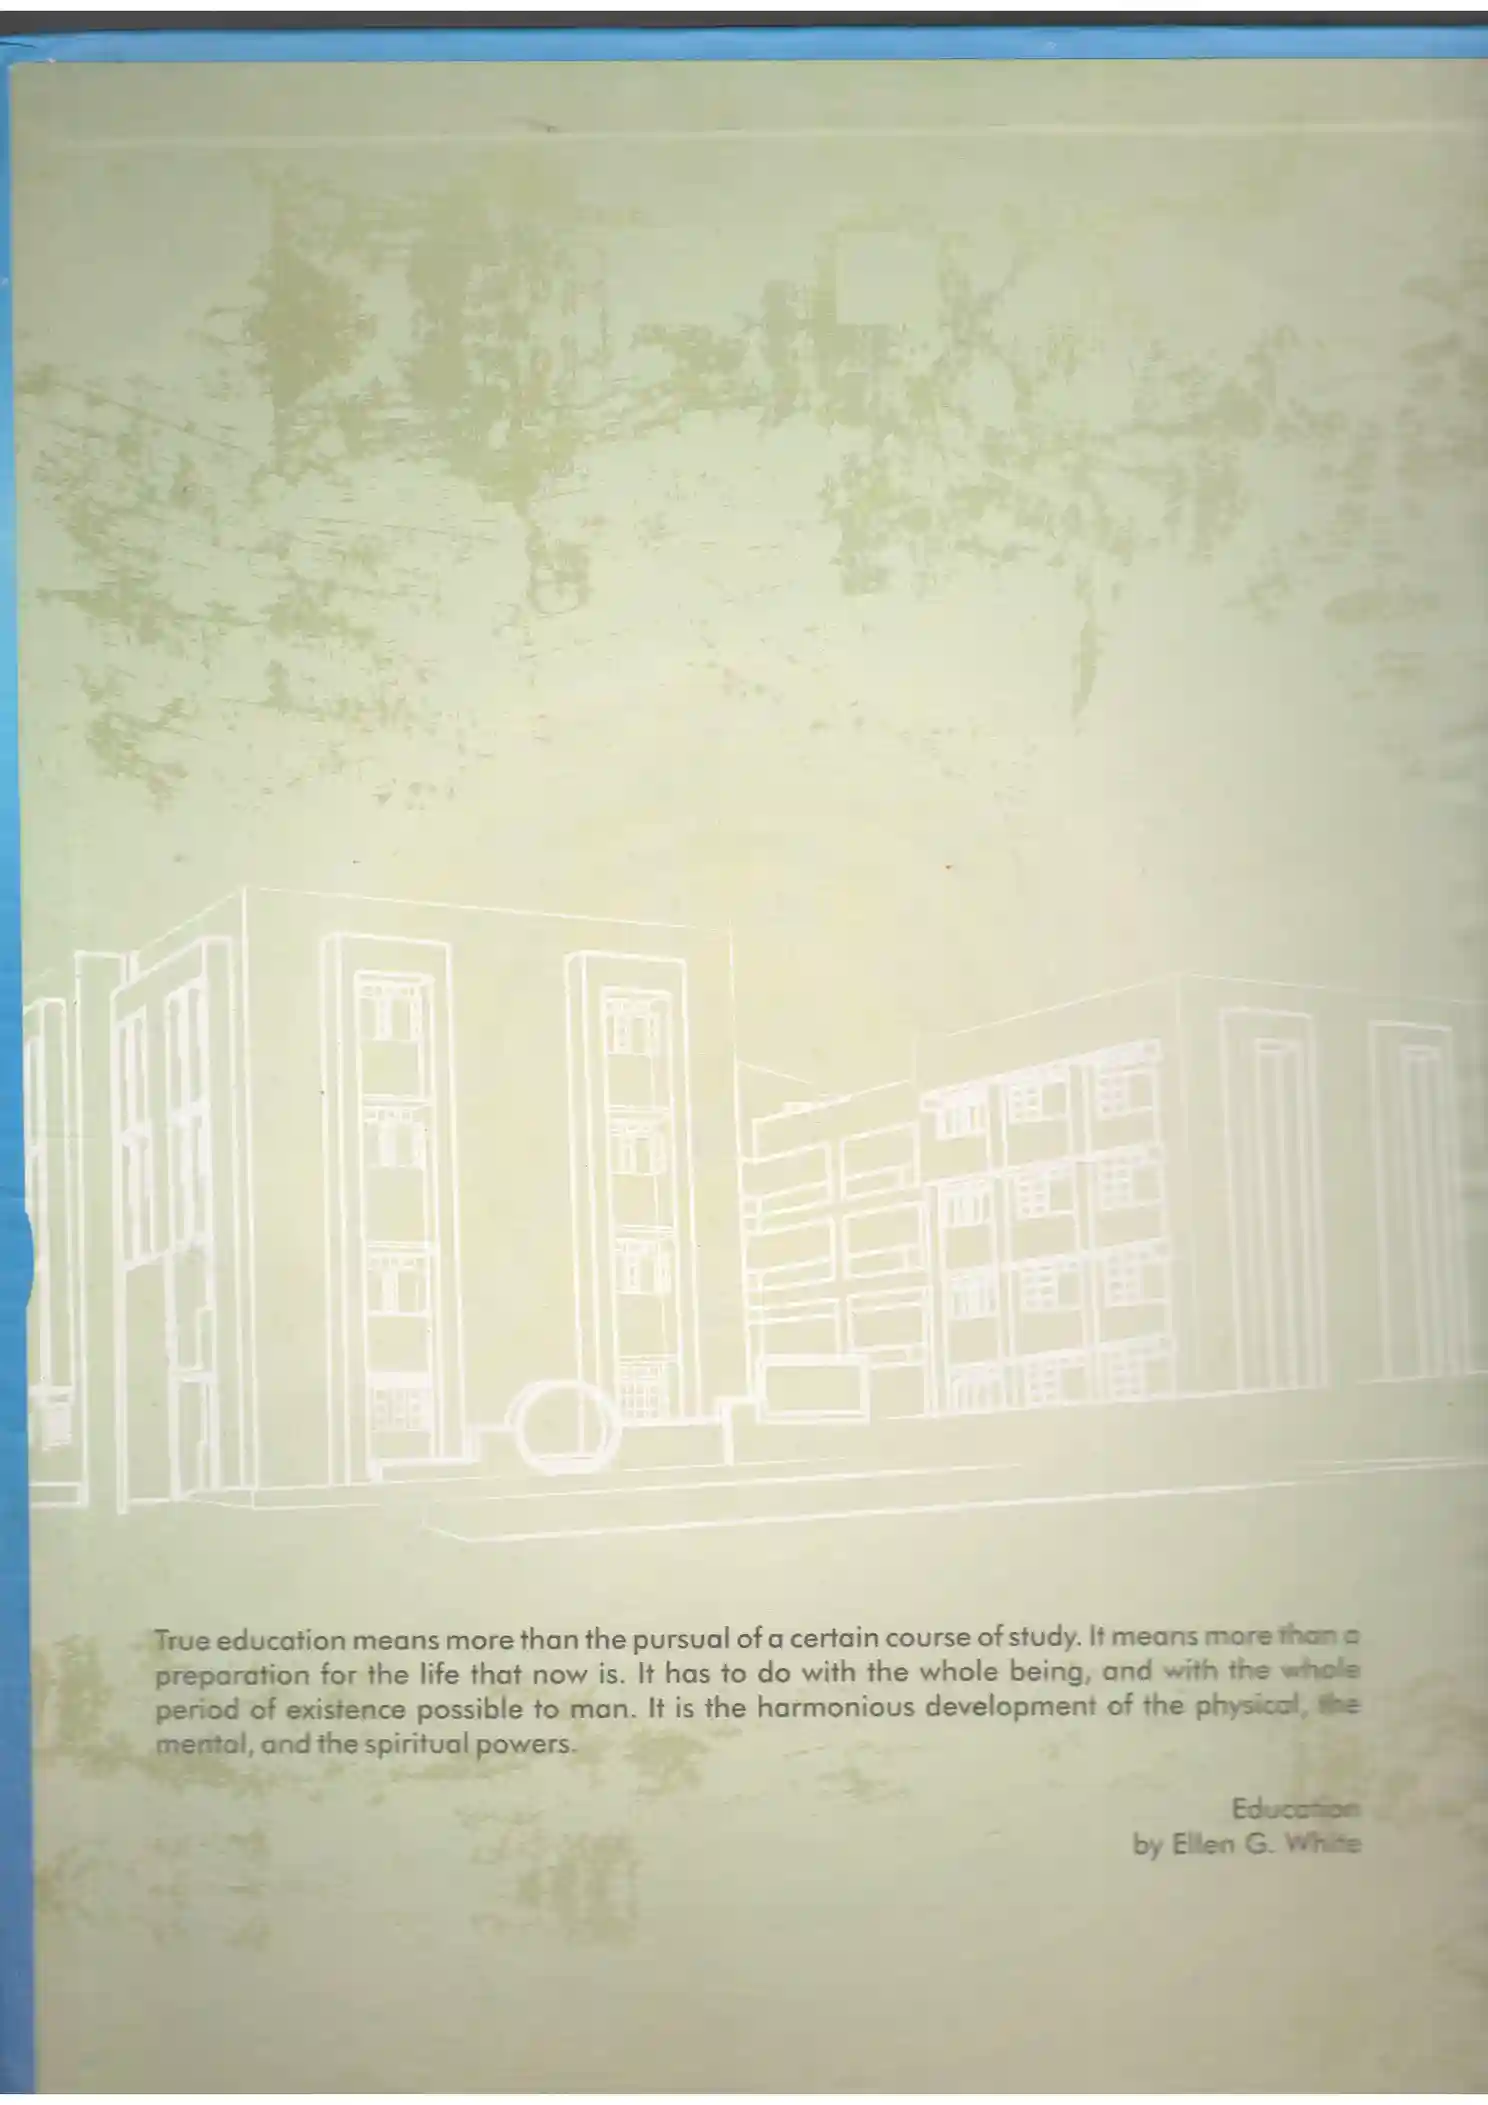 True education means more than the pursual of a certain course of study. It means more than a
preparation for the life that now is. It has to do with the whole being, and with the whole
period of existence possible to man. It is the harmonious development of the physical, the
mental, and the spiritual powers.
Education
by Ellen G. White